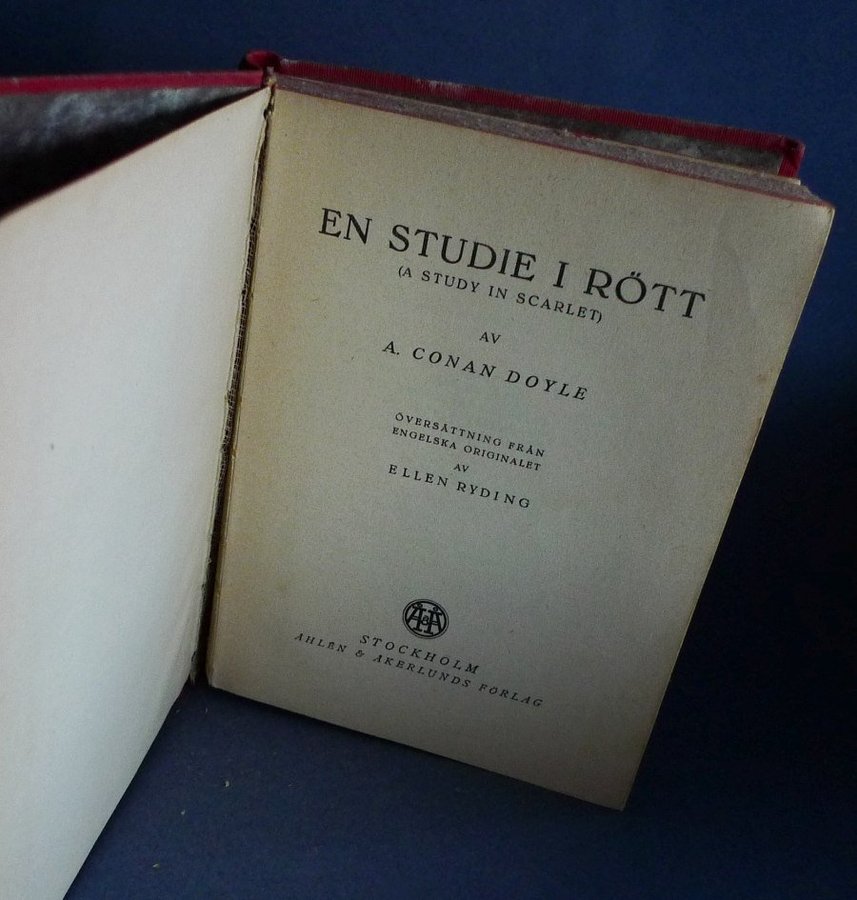 EN STUDIE I RÖTT
(A STUDY IN SCARLET)
AV
A. CONAN DOYLE
ÖVERSÄTTNING FRÅN
ENGELSKA ORIGINALET
AV
ELLEN RYDING
Å&Å
STOCKHOLM
ÅHLÉN & ÅKERLUNDS FÖRLAG